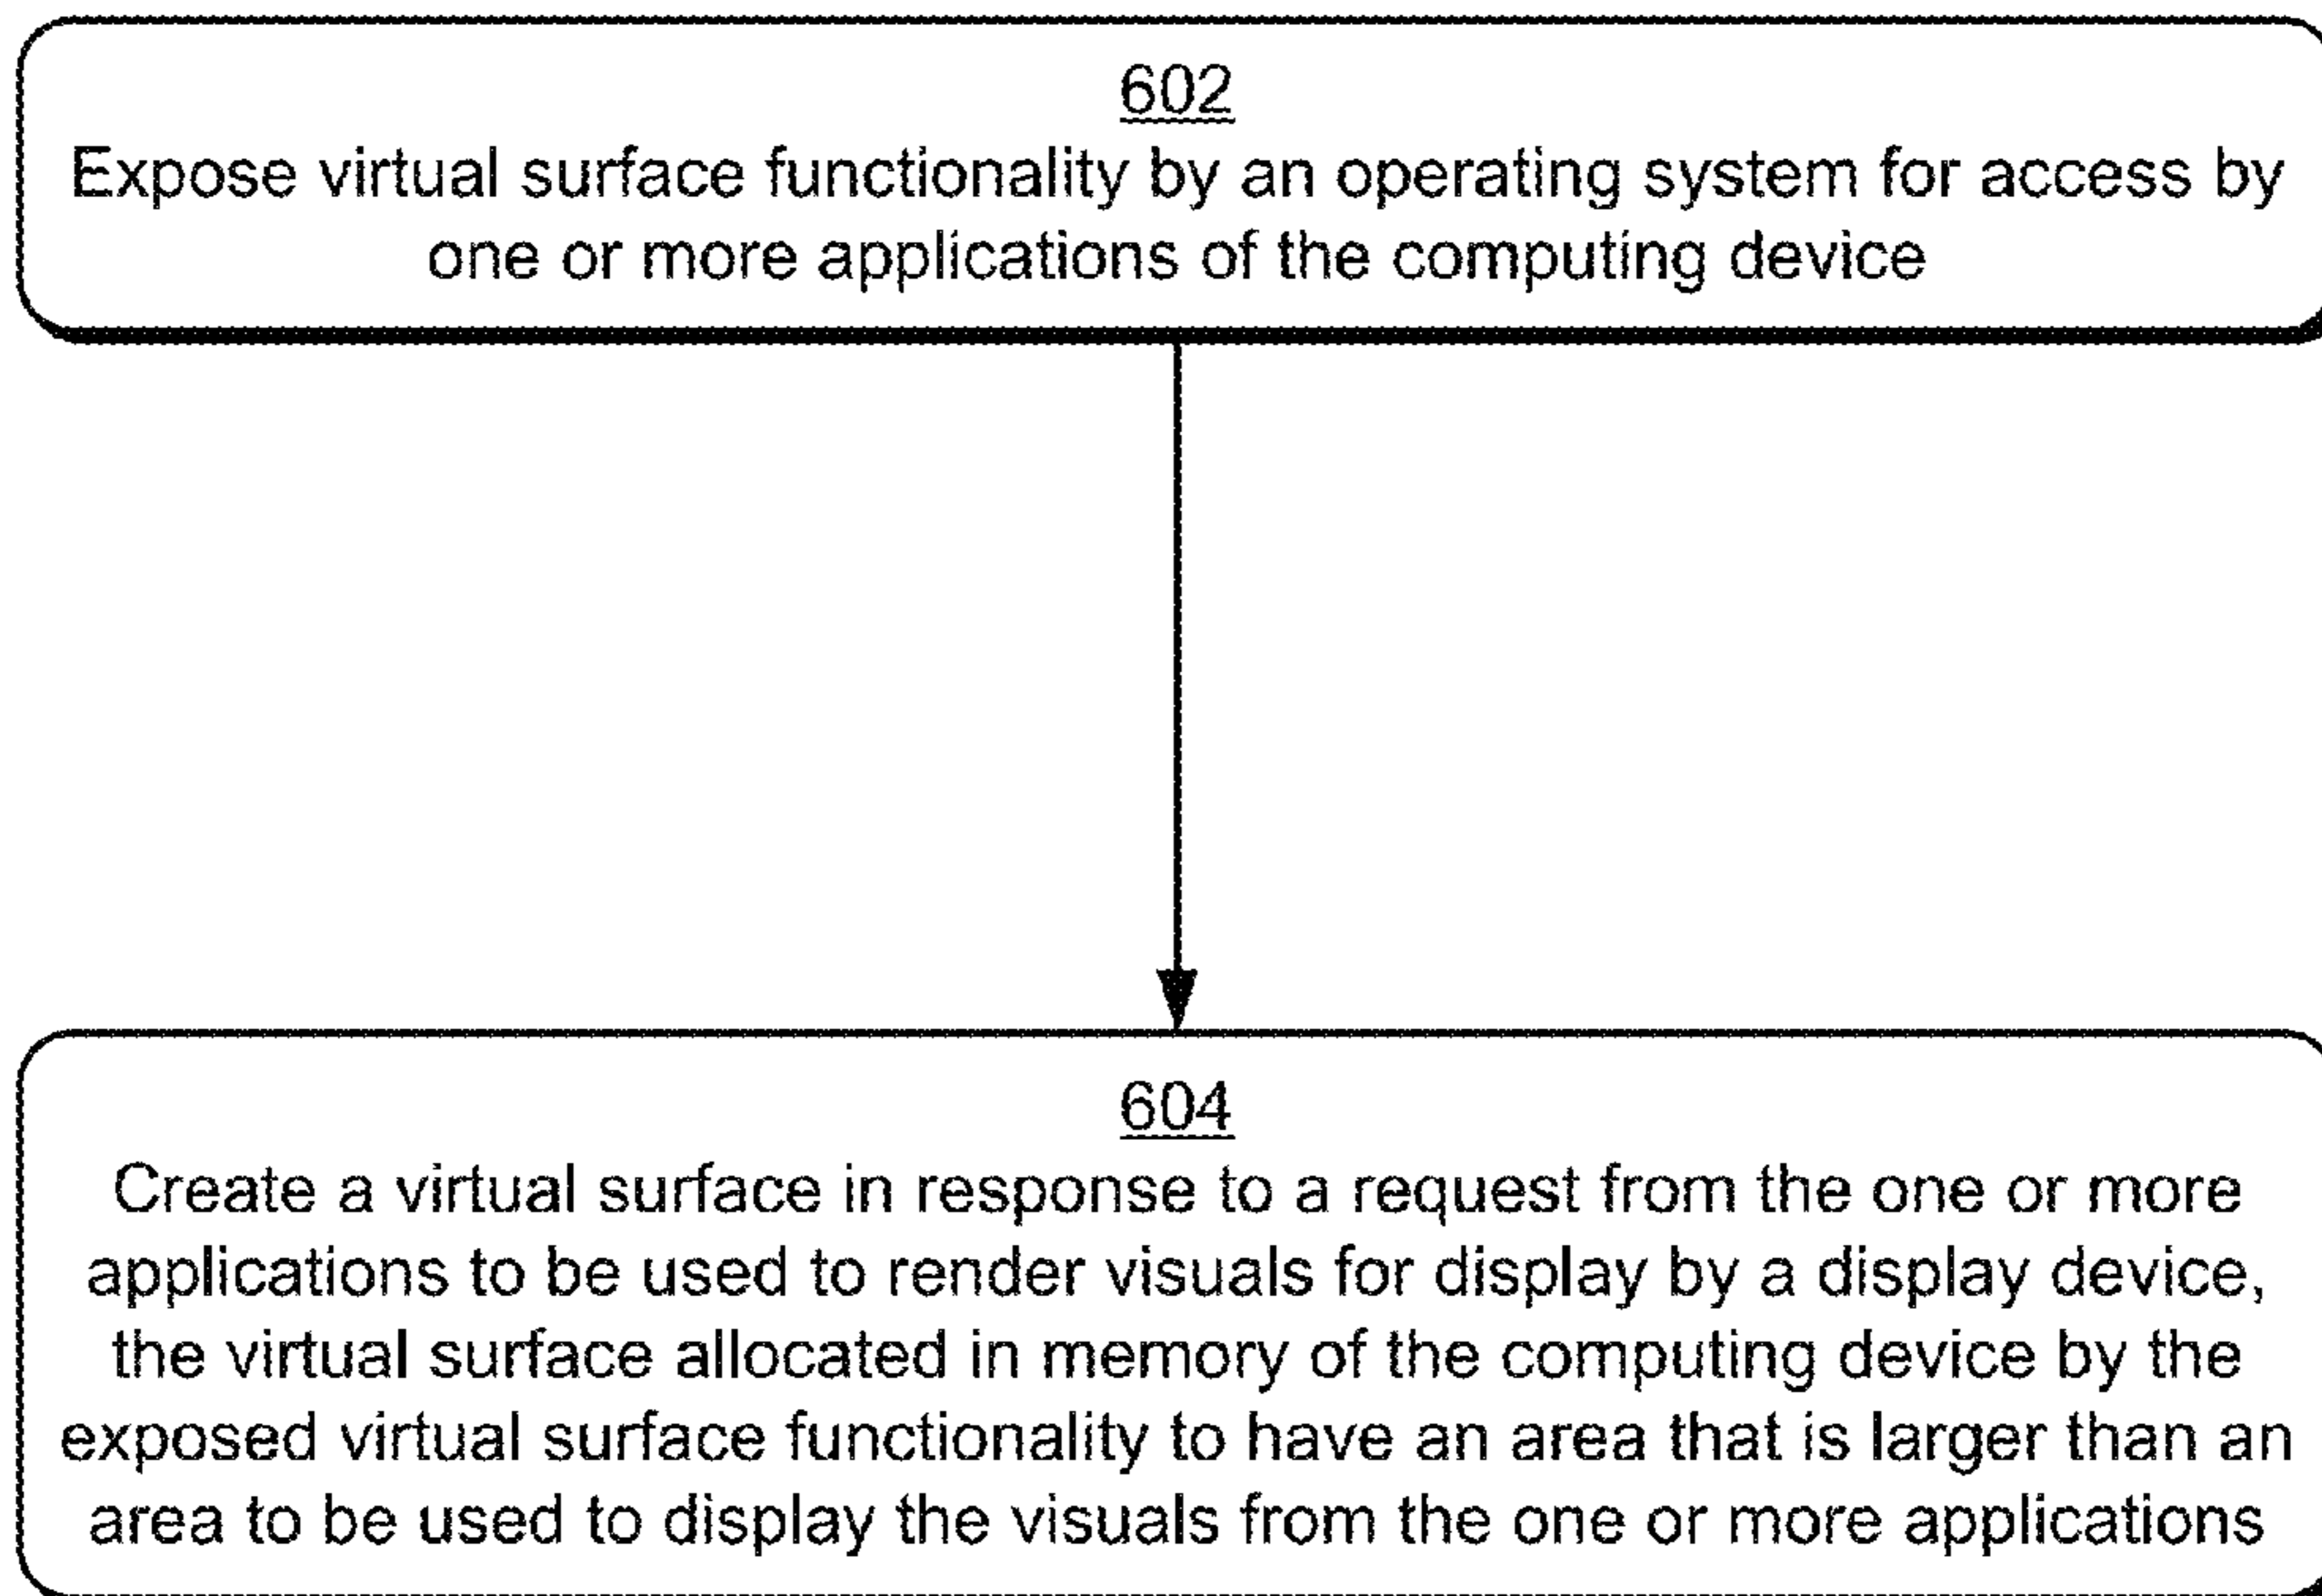 602
Expose virtual surface functionality by an operating system for access by
one or more applications of the computing device
604
Create a virtual surface in response to a request from the one or more
applications to be used to render visuals for display by a display device,
the virtual surface allocated in memory of the computing device by the
exposed virtual surface functionality to have an area that is larger than an
area to be used to display the visuals from the one or more applications